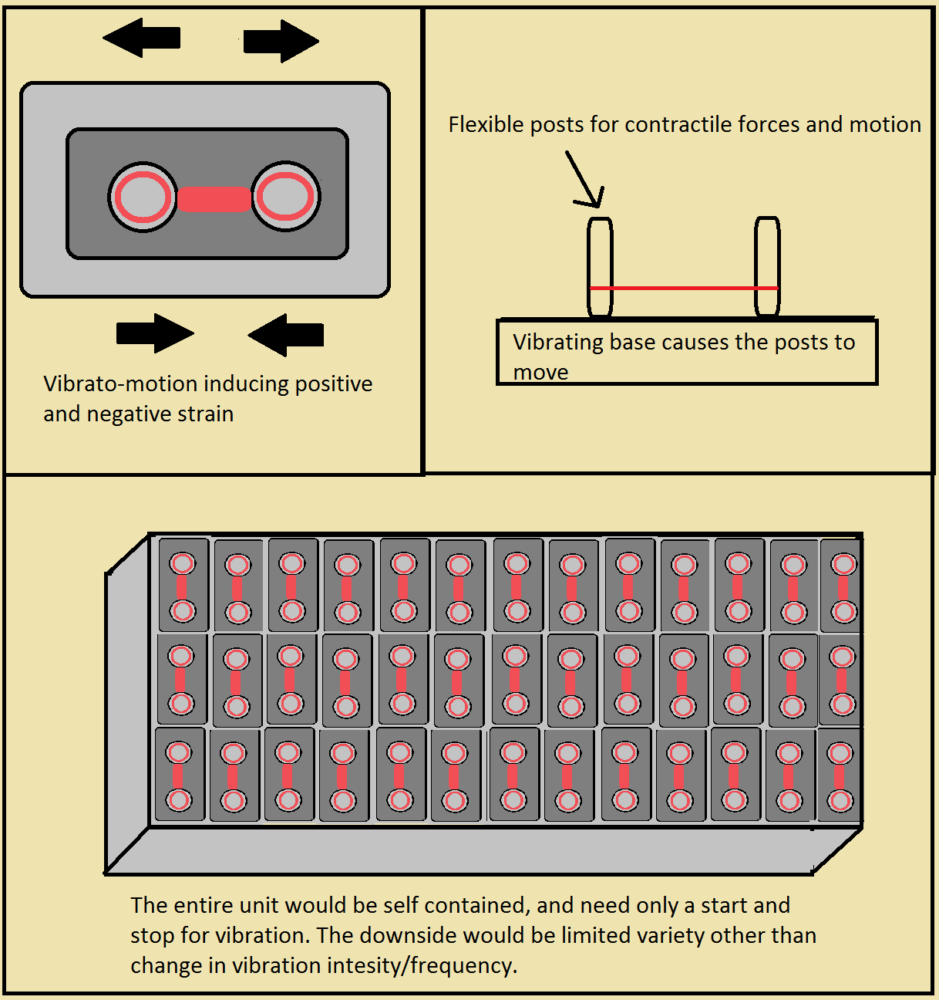 Flexible posts for contractile forces and motion
Vibrating base causes the posts to
move
Vibrato-motion inducing positive
and negative strain
The entire unit would be self contained, and need only a start and
stop for vibration. The downside would be limited variety other than
change in vibration intesity/frequency.